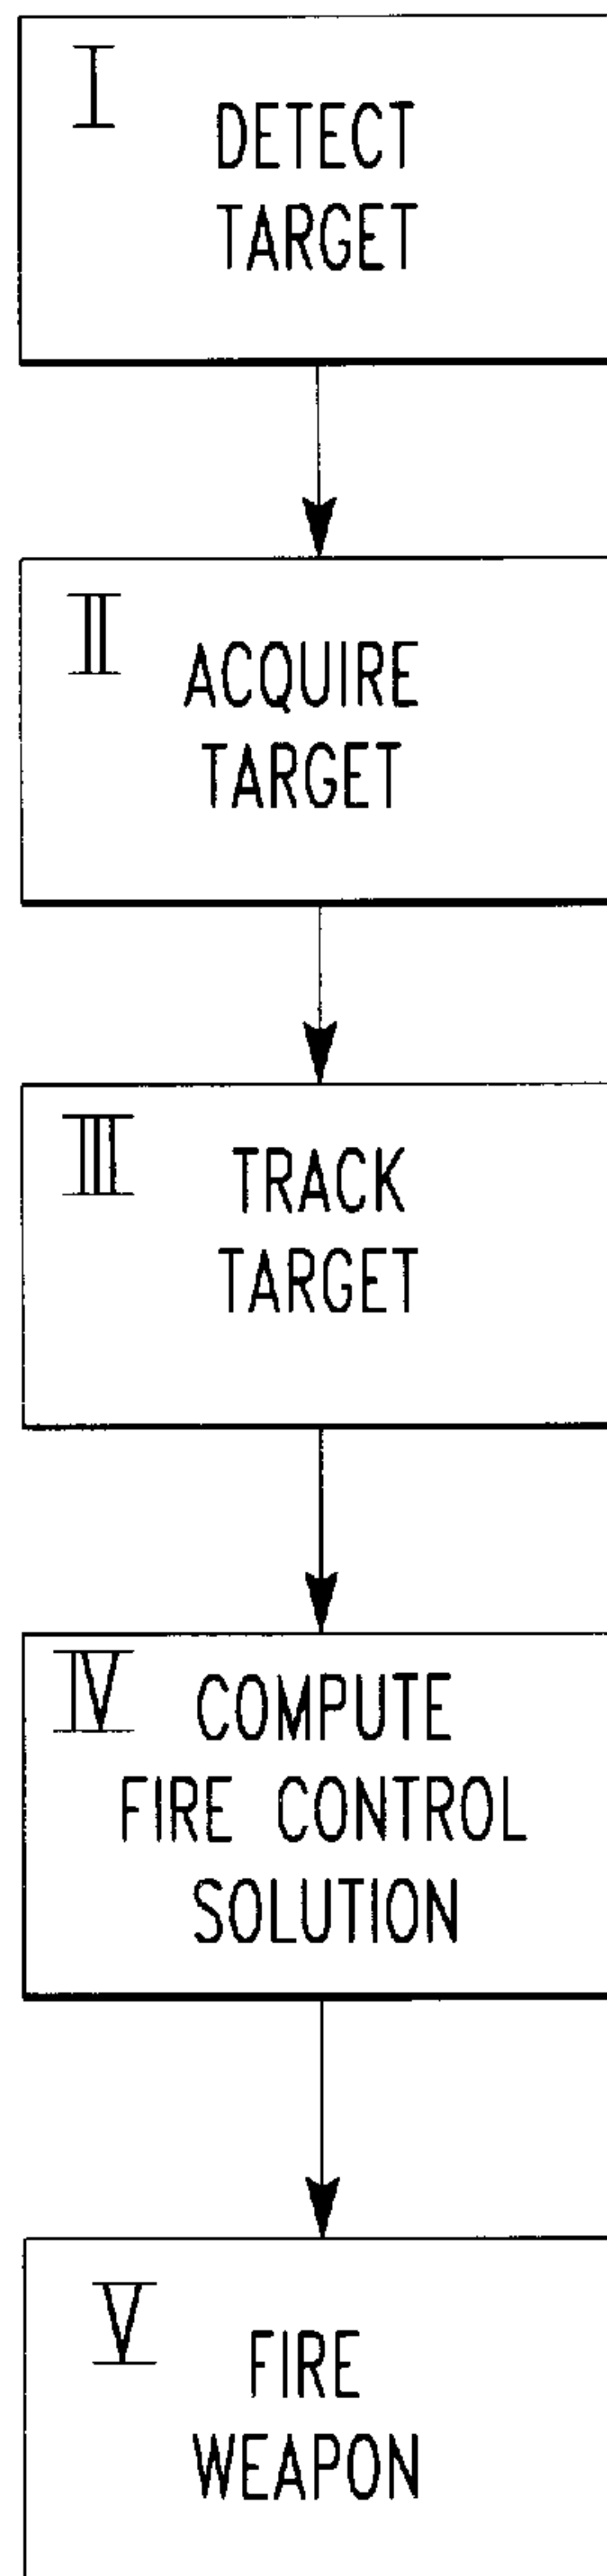 I
DETECT
TARGET
II
ACQUIRE
TARGET
III
TRACK
TARGET
IV
COMPUTE
FIRE CONTROL
SOLUTION
V
FIRE
WEAPON